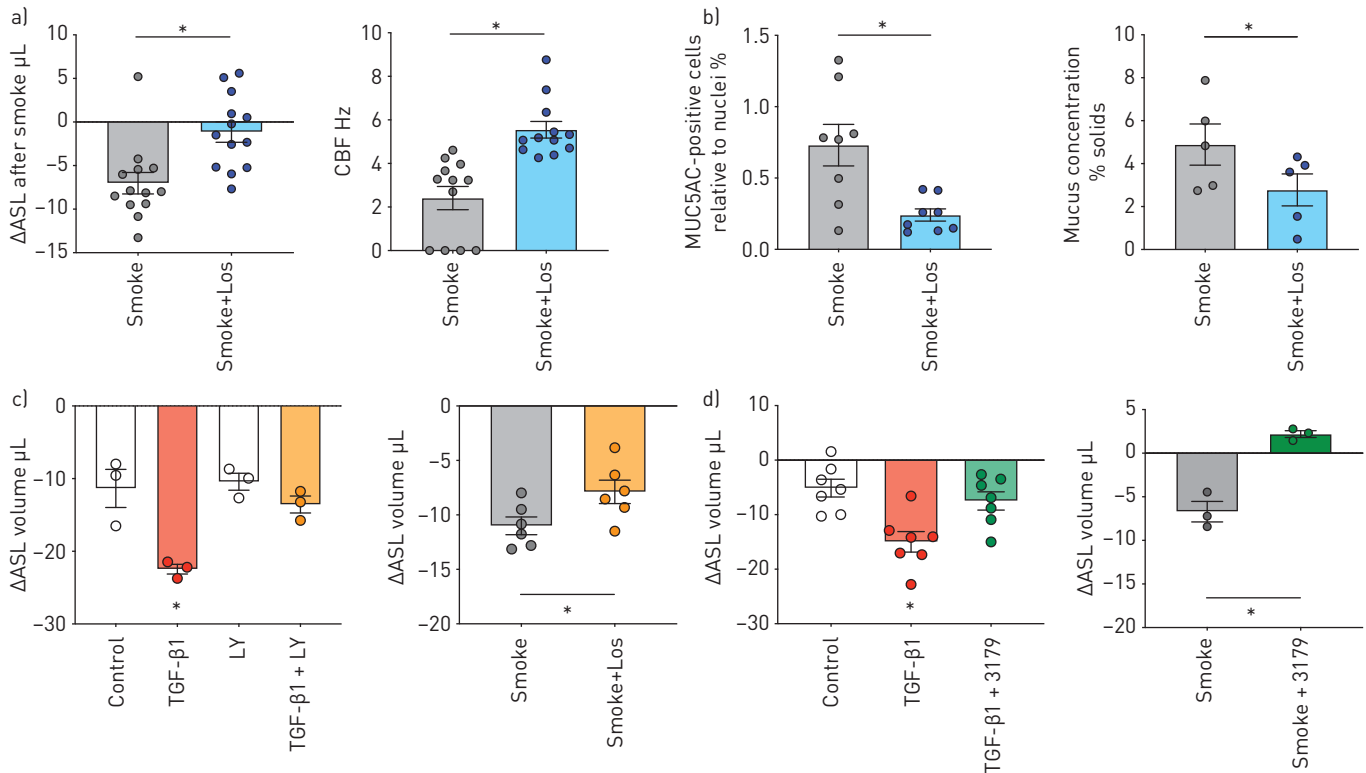 a)
ΔASL after smoke µL
10
5
0
−5
−10
−15
*
Smoke
Smoke+Los
CBF Hz
10
8
6
4
2
0
*
Smoke
Smoke+Los
b)
MUC5AC-positive cells
relative to nuclei %
1.5
1.0
0.5
0.0
*
Smoke
Smoke+Los
Mucus concentration
% solids
10
8
6
4
2
0
*
Smoke
Smoke+Los
c)
ΔASL volume µL
0
−10
−20
−30
*
Control
TGF-β1
LY
TGF-β1 + LY
ΔASL volume µL
0
−5
−10
−15
−20
*
Smoke
Smoke+Los
d)
ΔASL volume µL
10
0
−10
−20
−30
*
Control
TGF-β1
TGF-β1 + 3179
ΔASL volume µL
5
0
−5
−10
−15
−20
*
Smoke
Smoke + 3179